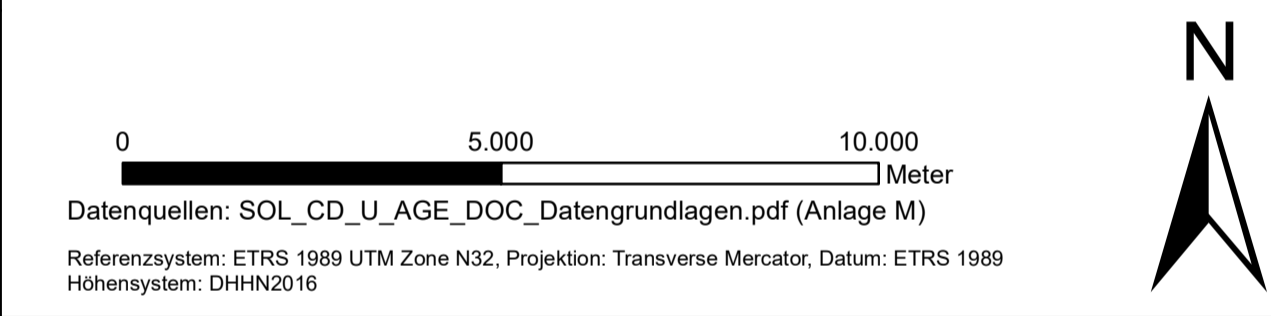 N
0 5.000 10.000
Meter
Datenquellen: SOL_CD_U_AGE_DOC_Datengrundlagen.pdf (Anlage M)
Referenzsystem: ETRS 1989 UTM Zone N32, Projektion: Transverse Mercator, Datum: ETRS 1989
Höhensystem: DHHN2016